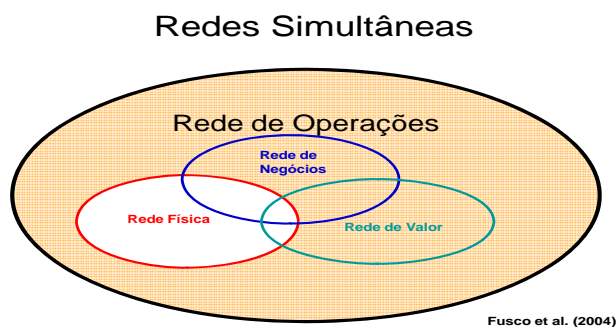 Redes Simultâneas
Rede de Operações
Rede de
Negócios
Rede Física
Rede de Valor
Fusco et al. (2004)